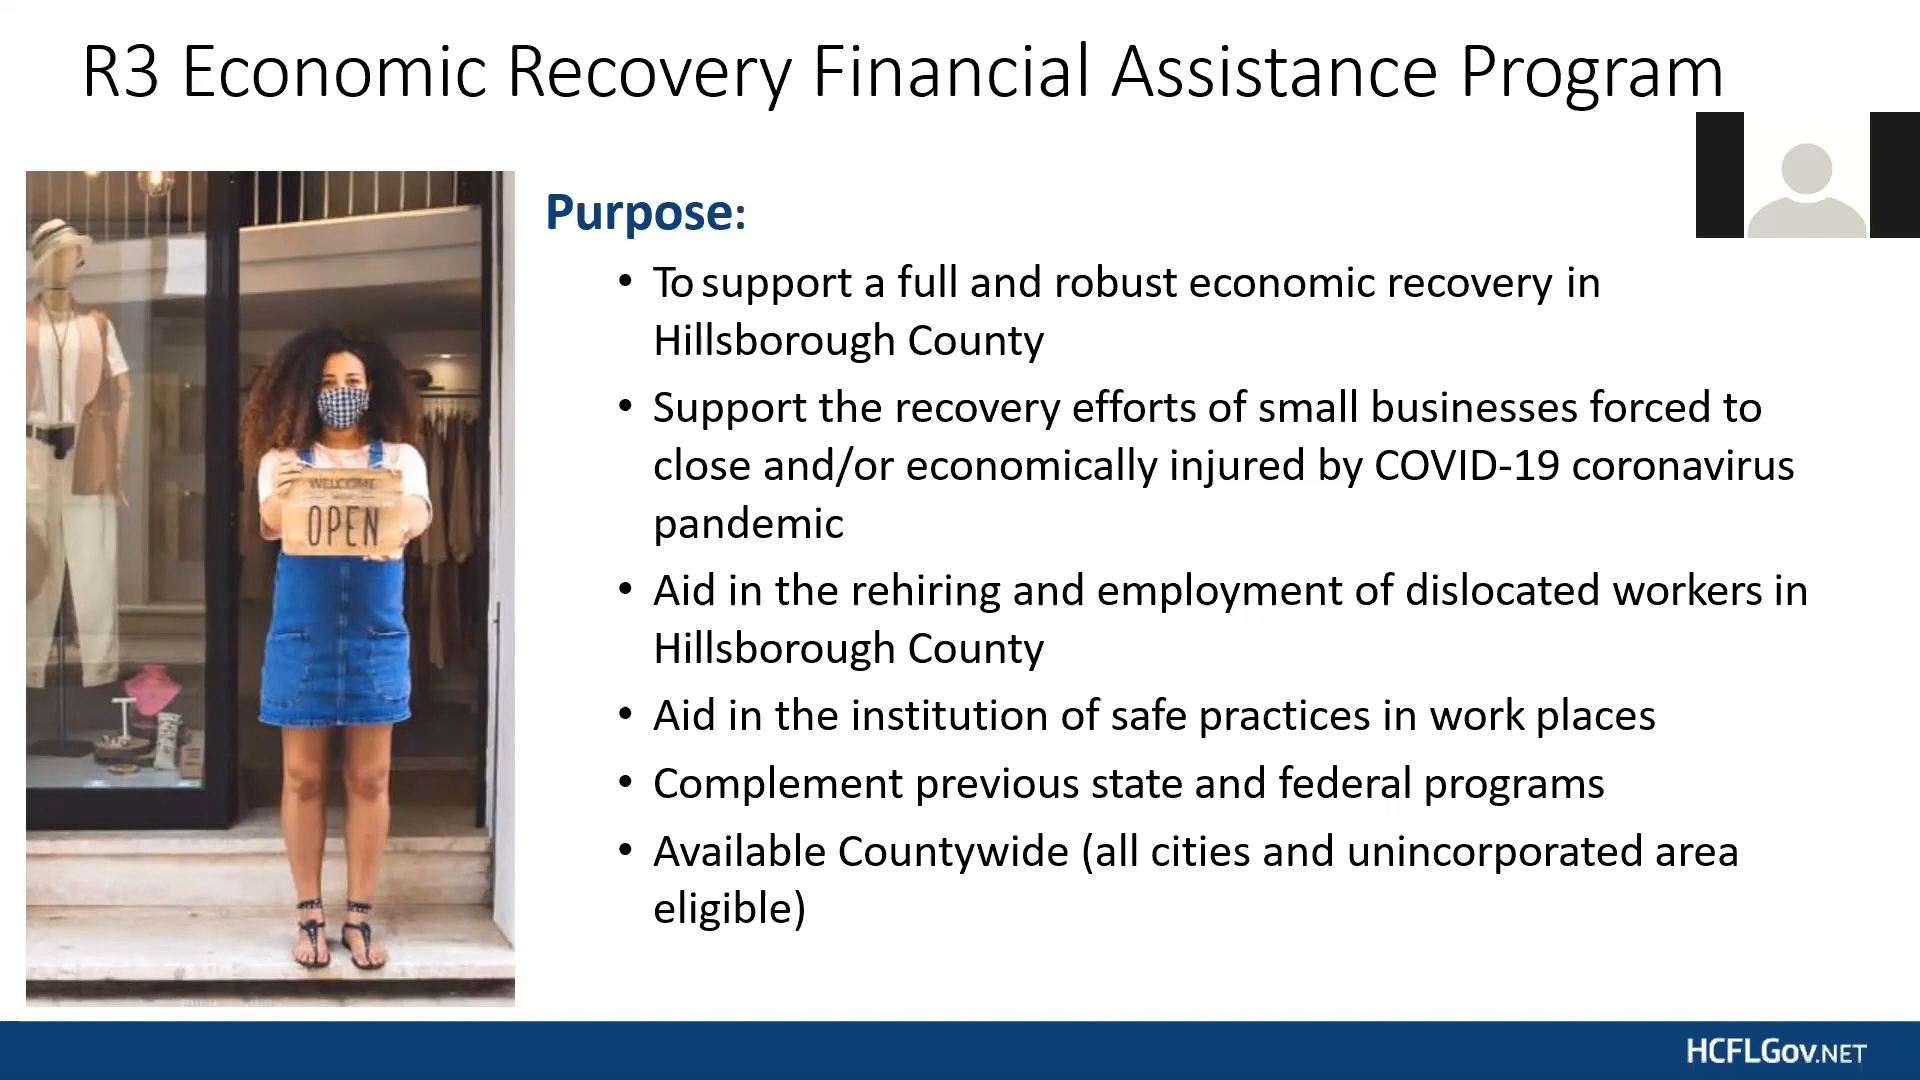 R3 Economic Recovery Financial Assistance Program
Purpose:
• To support a full and robust economic recovery in
Hillsborough County
• Support the recovery efforts of small businesses forced to
close and/or economically injured by COVID-19 coronavirus
pandemic
• Aid in the rehiring and employment of dislocated workers in
Hillsborough County
• Aid in the institution of safe practices in work places
• Complement previous state and federal programs
• Available Countywide (all cities and unincorporated area
eligible)
WELCOME
OPEN
HCFLGov.NET